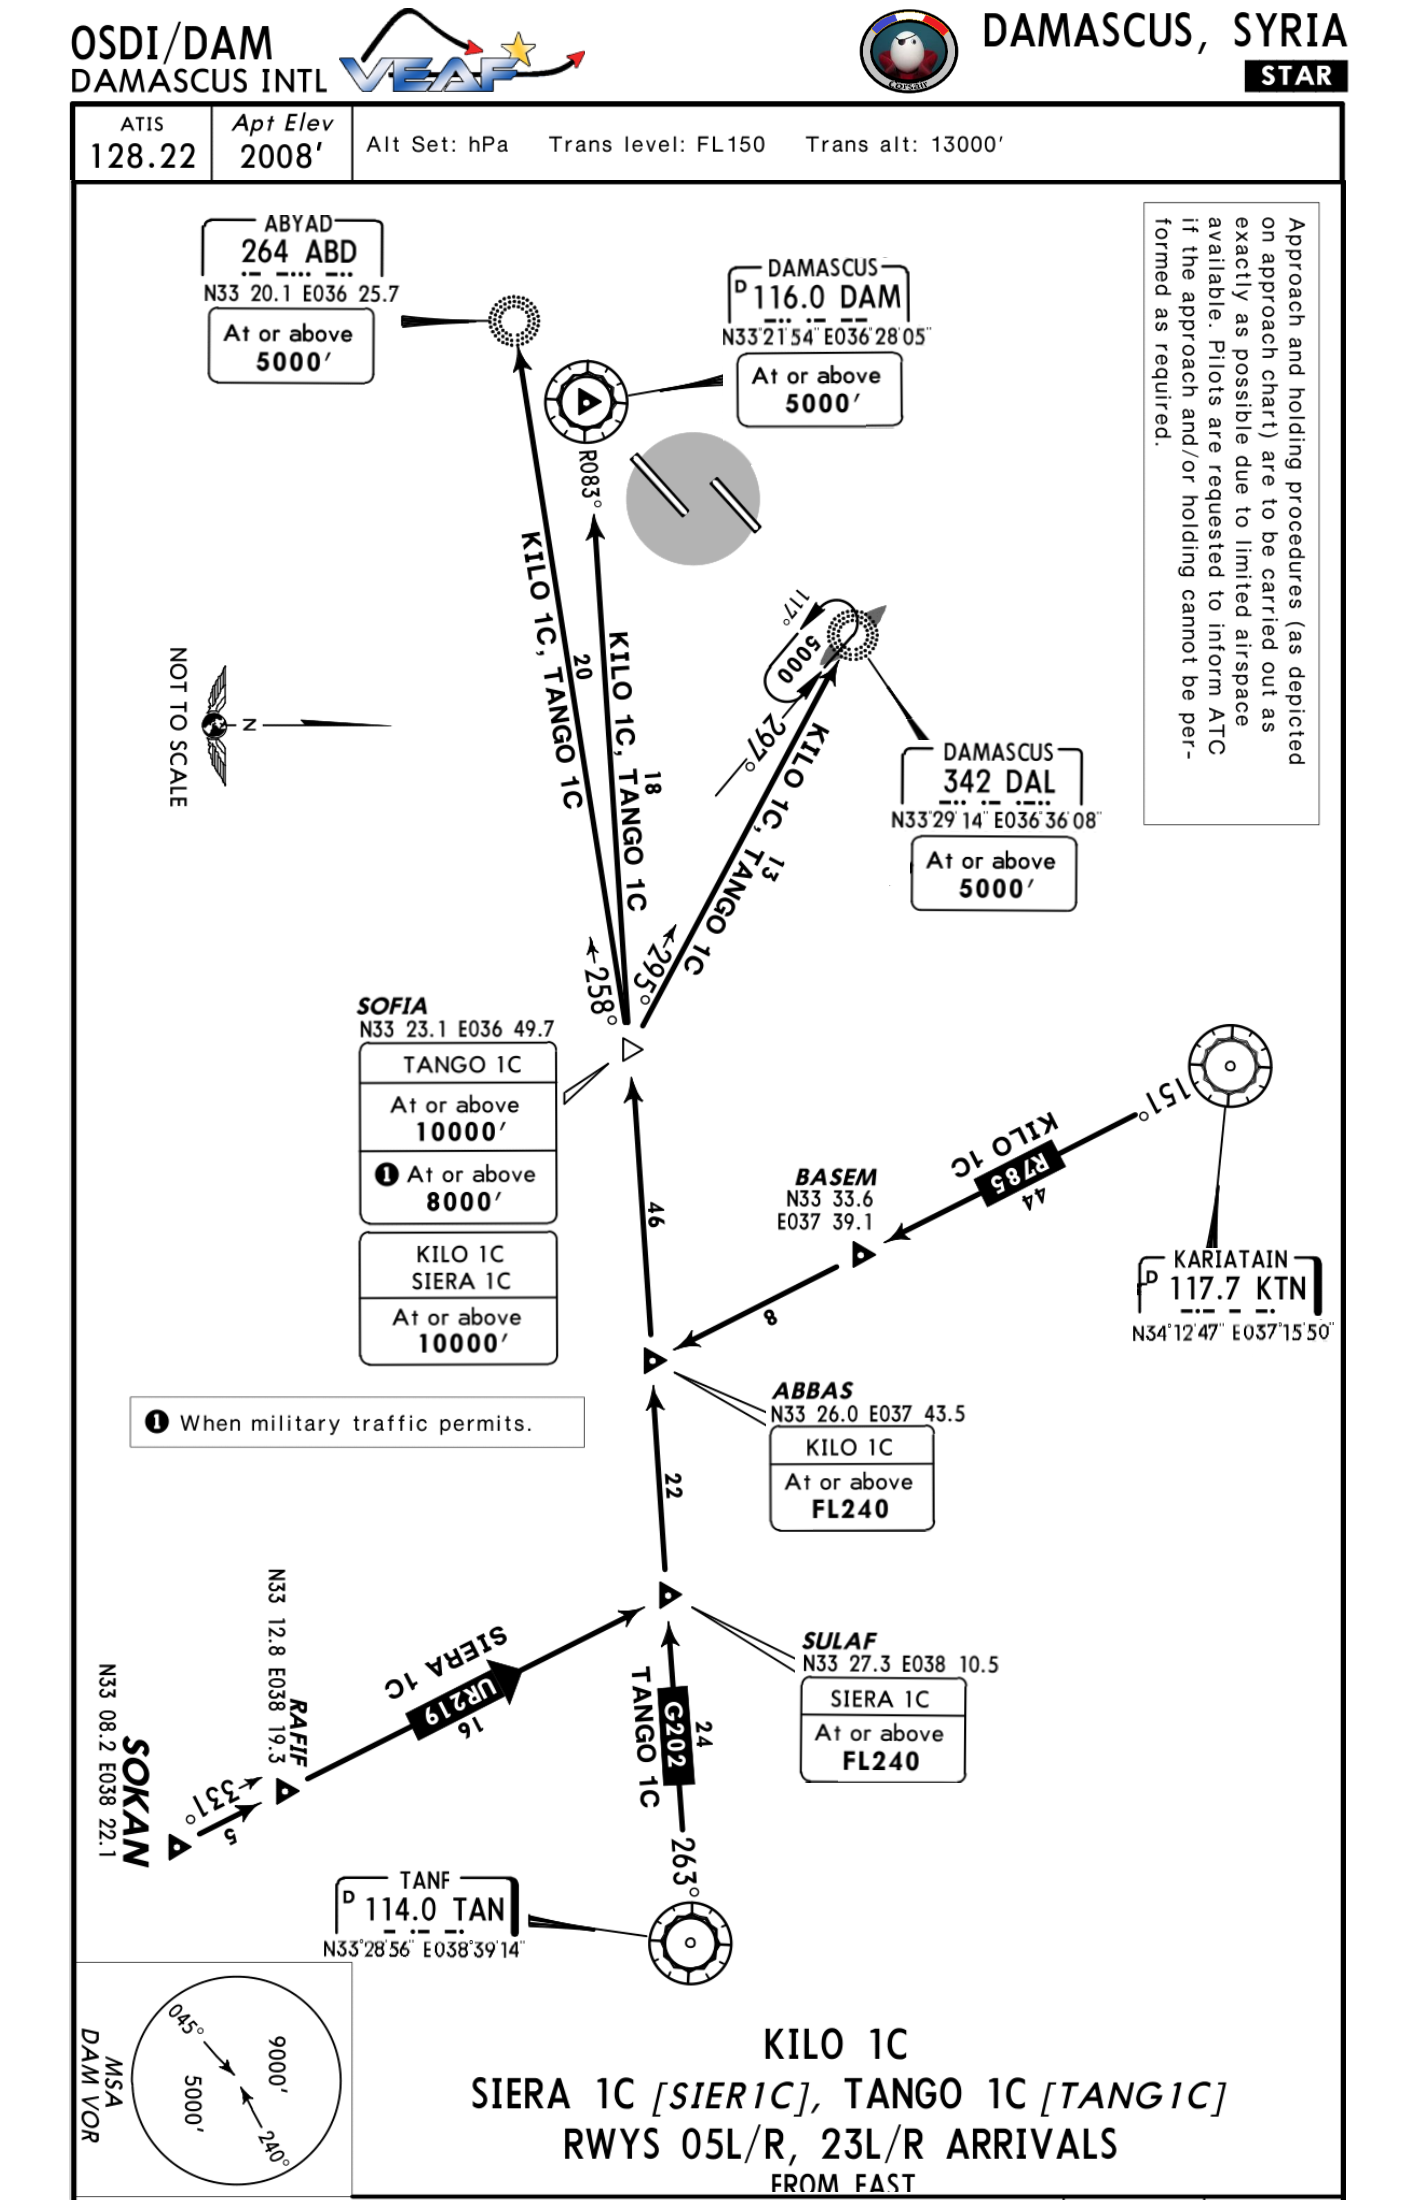 OSDI/DAM
DAMASCUS INTL
VEAF
Corsair
DAMASCUS, SYRIA
STAR
ATIS
128.22
Apt Elev
2008'
Alt Set: hPa Trans level: FL150 Trans alt: 13000'
Approach and holding procedures (as depicted
on approach chart) are to be carried out as
exactly as possible due to limited airspace
available. Pilots are requested to inform ATC
if the approach and/or holding cannot be per-
formed as required.
ABYAD
264 ABD
N33 20.1 E036 25.7
At or above
5000'
DAMASCUS
D 116.0 DAM
N33°21'54" E036°28'05"
At or above
5000'
R083°
KILO 1C, TANGO 1C
20
KILO 1C, TANGO 1C
18
117°
5000
297°
KILO 1C, TANGO 1C
13
DAMASCUS
342 DAL
N33°29'14" E036°36'08"
At or above
5000'
NOT TO SCALE
N
258°
295°
SOFIA
N33 23.1 E036 49.7
TANGO 1C
At or above
10000'
1 At or above
8000'
KILO 1C
SIERA 1C
At or above
10000'
46
151°
KILO 1C
R785
44
BASEM
N33 33.6
E037 39.1
8
KARIATAIN
D 117.7 KTN
N34°12'47" E037°15'50"
ABBAS
N33 26.0 E037 43.5
KILO 1C
At or above
FL240
1 When military traffic permits.
22
SULAF
N33 27.3 E038 10.5
SIERA 1C
At or above
FL240
SIERA 1C
UR219
16
RAFIF
N33 12.8 E038 19.3
SOKAN
N33 08.2 E038 22.1
331°
5
TANGO 1C
G202
24
263°
TANF
D 114.0 TAN
N33°28'56" E038°39'14"
MSA
DAM VOR
045°
9000'
5000'
240°
KILO 1C
SIERA 1C [SIER1C], TANGO 1C [TANG1C]
RWYS 05L/R, 23L/R ARRIVALS
FROM EAST